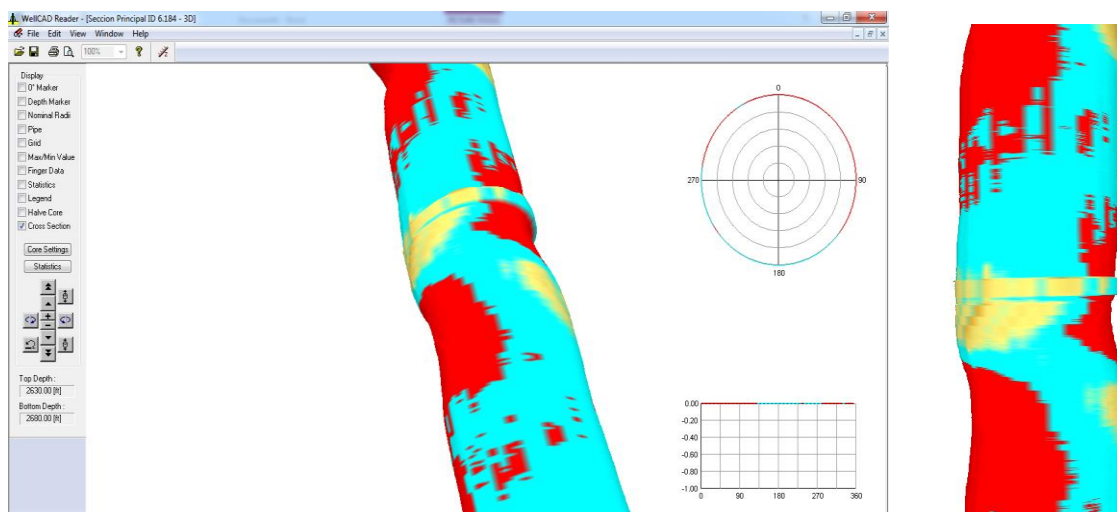 WellCAD Reader - [Seccion Principal ID 6.184 - 3D]
File Edit View Window Help
100%
Display
0° Marker
Depth Marker
Nominal Radii
Pipe
Grid
Max/Min Value
Finger Data
Statistics
Legend
Halve Core
Cross Section
Core Settings
Statistics
Top Depth :
2630.00 [ft]
Bottom Depth :
2680.00 [ft]
0
270
90
180
0.00
-0.20
-0.40
-0.60
-0.80
-1.00
0 90 180 270 360